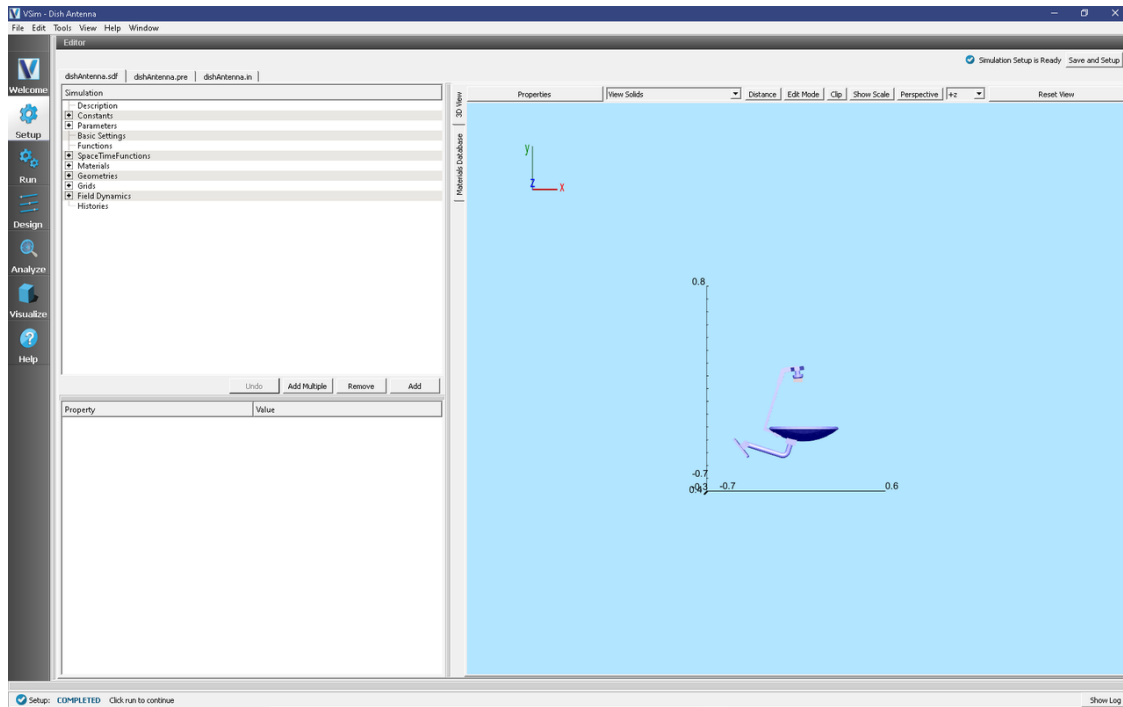 VSim - Dish Antenna
File Edit Tools View Help Window
Editor
Simulation Setup is Ready Save and Setup
dishAntenna.sdf dishAntenna.pre dishAntenna.in
Welcome
Setup
Run
Design
Analyze
Visualize
Help
Simulation
Description
Constants
Parameters
Basic Settings
Functions
SpaceTimeFunctions
Materials
Geometries
Grids
Field Dynamics
Histories
Undo Add Multiple Remove Add
Property Value
3D View
Materials Database
Properties View Solids Distance Edit Mode Clip Show Scale Perspective +z Reset View
y
z x
0.8
-0.7
-0.7 0.6
Setup: COMPLETED Click run to continue Show Log